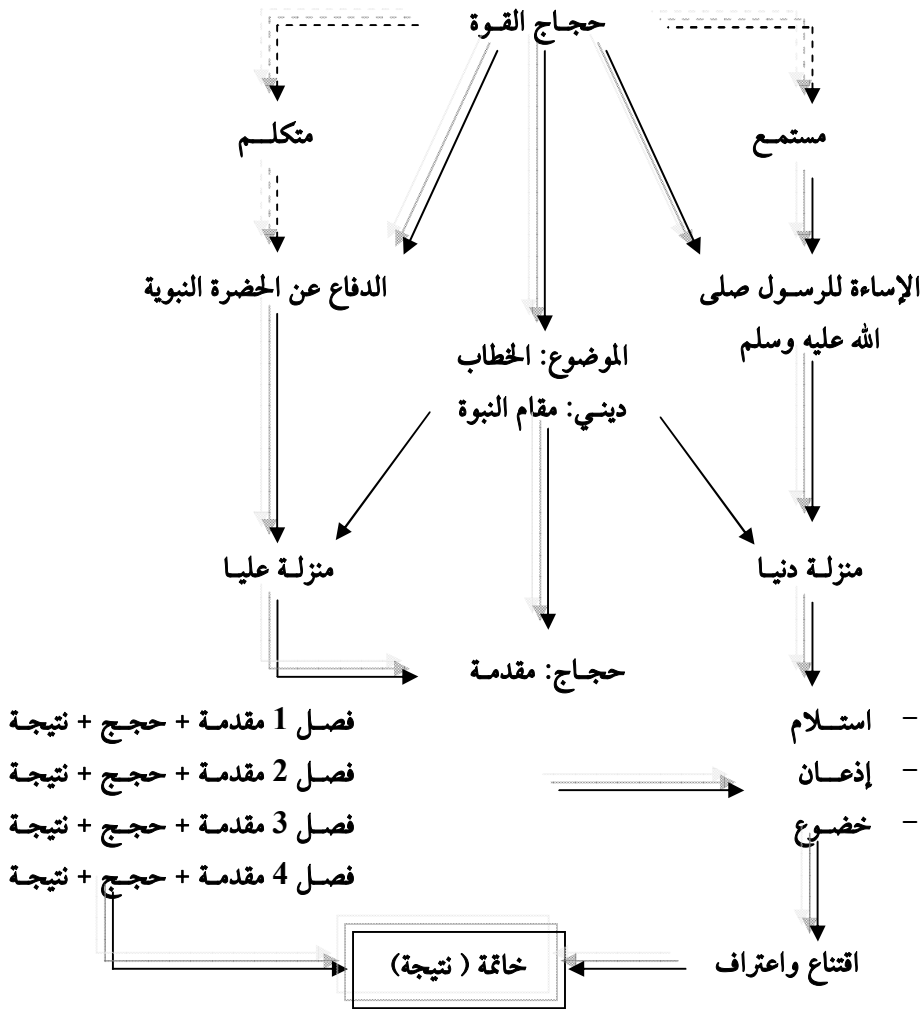 حجاج القوة
مستمع
متكلم
الإساءة للرسول صلى
الله عليه وسلم
الدفاع عن الحضرة النبوية
الموضوع: الخطاب
ديني: مقام النبوة
منزلة دنيا
منزلة عليا
حجاج: مقدمة
- استلام
- إذعان
- خضوع
فصل 1 مقدمة + حجج + نتيجة
فصل 2 مقدمة + حجج + نتيجة
فصل 3 مقدمة + حجج + نتيجة
فصل 4 مقدمة + حجج + نتيجة
اقتناع واعتراف
خاتمة ( نتيجة)